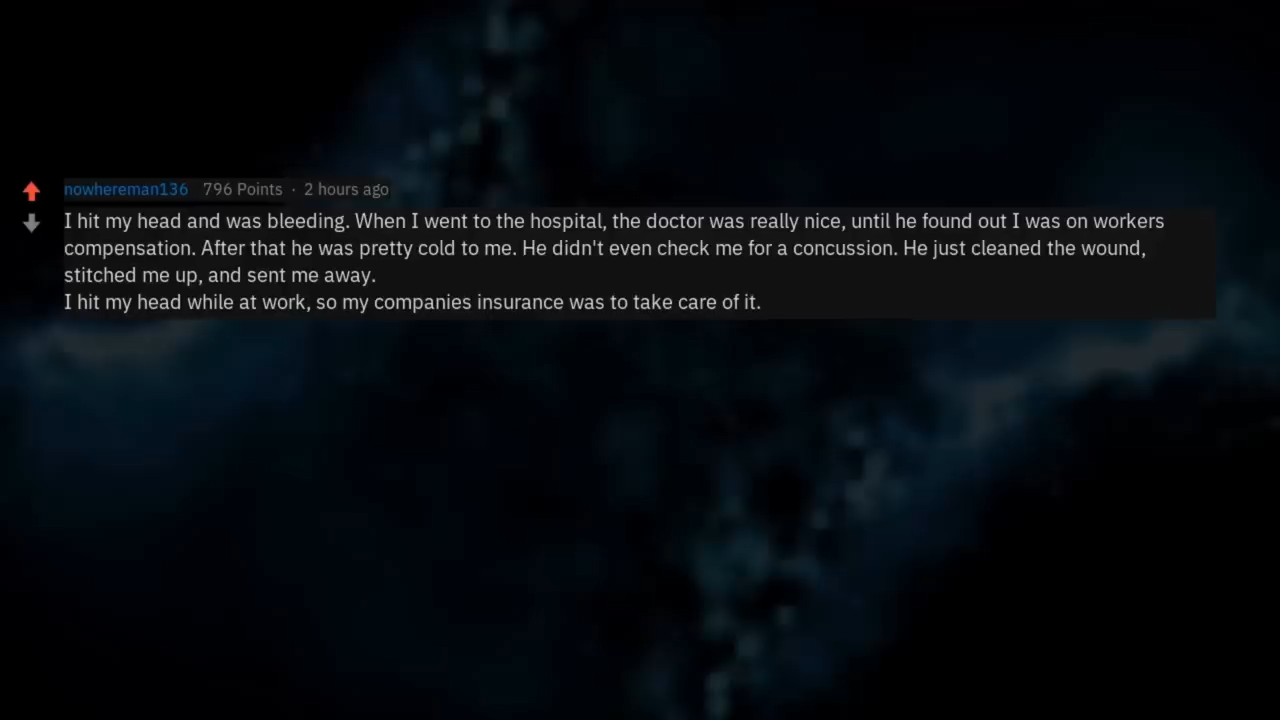 nowhereman136 796 Points · 2 hours ago
I hit my head and was bleeding. When I went to the hospital, the doctor was really nice, until he found out I was on workers
compensation. After that he was pretty cold to me. He didn't even check me for a concussion. He just cleaned the wound,
stitched me up, and sent me away.
I hit my head while at work, so my companies insurance was to take care of it.